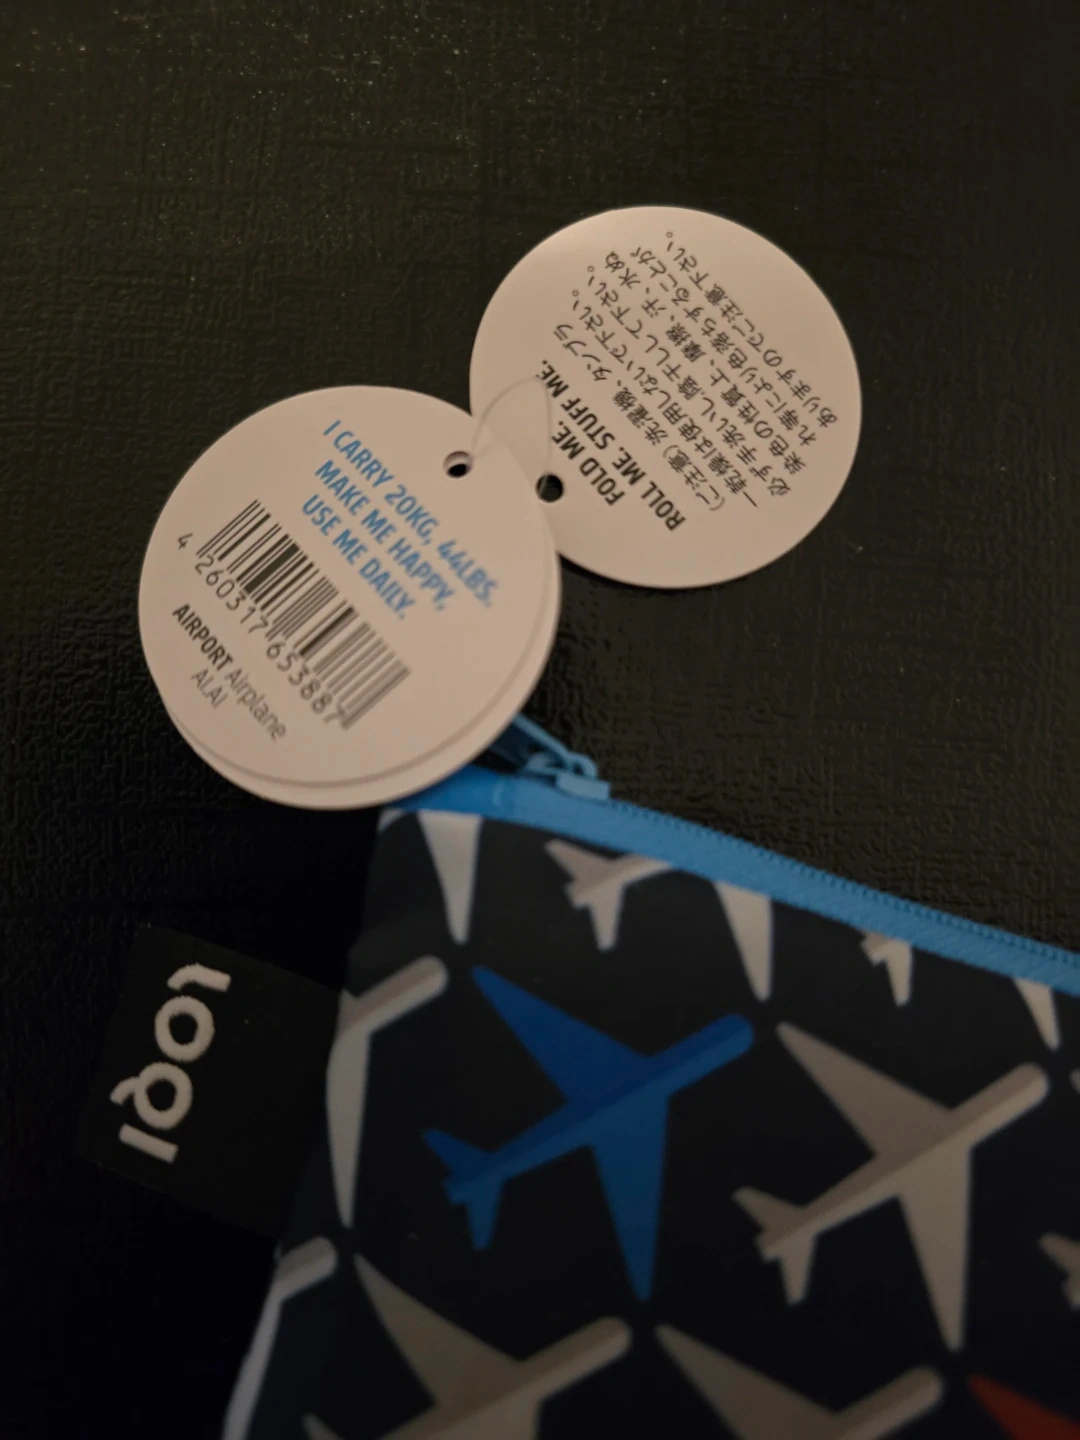 I CARRY 20KG, 44LBS.
MAKE ME HAPPY.
USE ME DAILY.
4 260317 653887
AIRPORT Airplane
AI.AI
ROLL ME. STUFF ME.
FOLD ME.
(ご注意) 洗濯機、タンブラ
ー乾燥は使用しないで下さい。
必ず手洗いし、陰干しして下さい。
染色の性質上、摩擦、汗、水ぬ
れ等により色落ちすることが
ありますのでご注意下さい。
LOQI